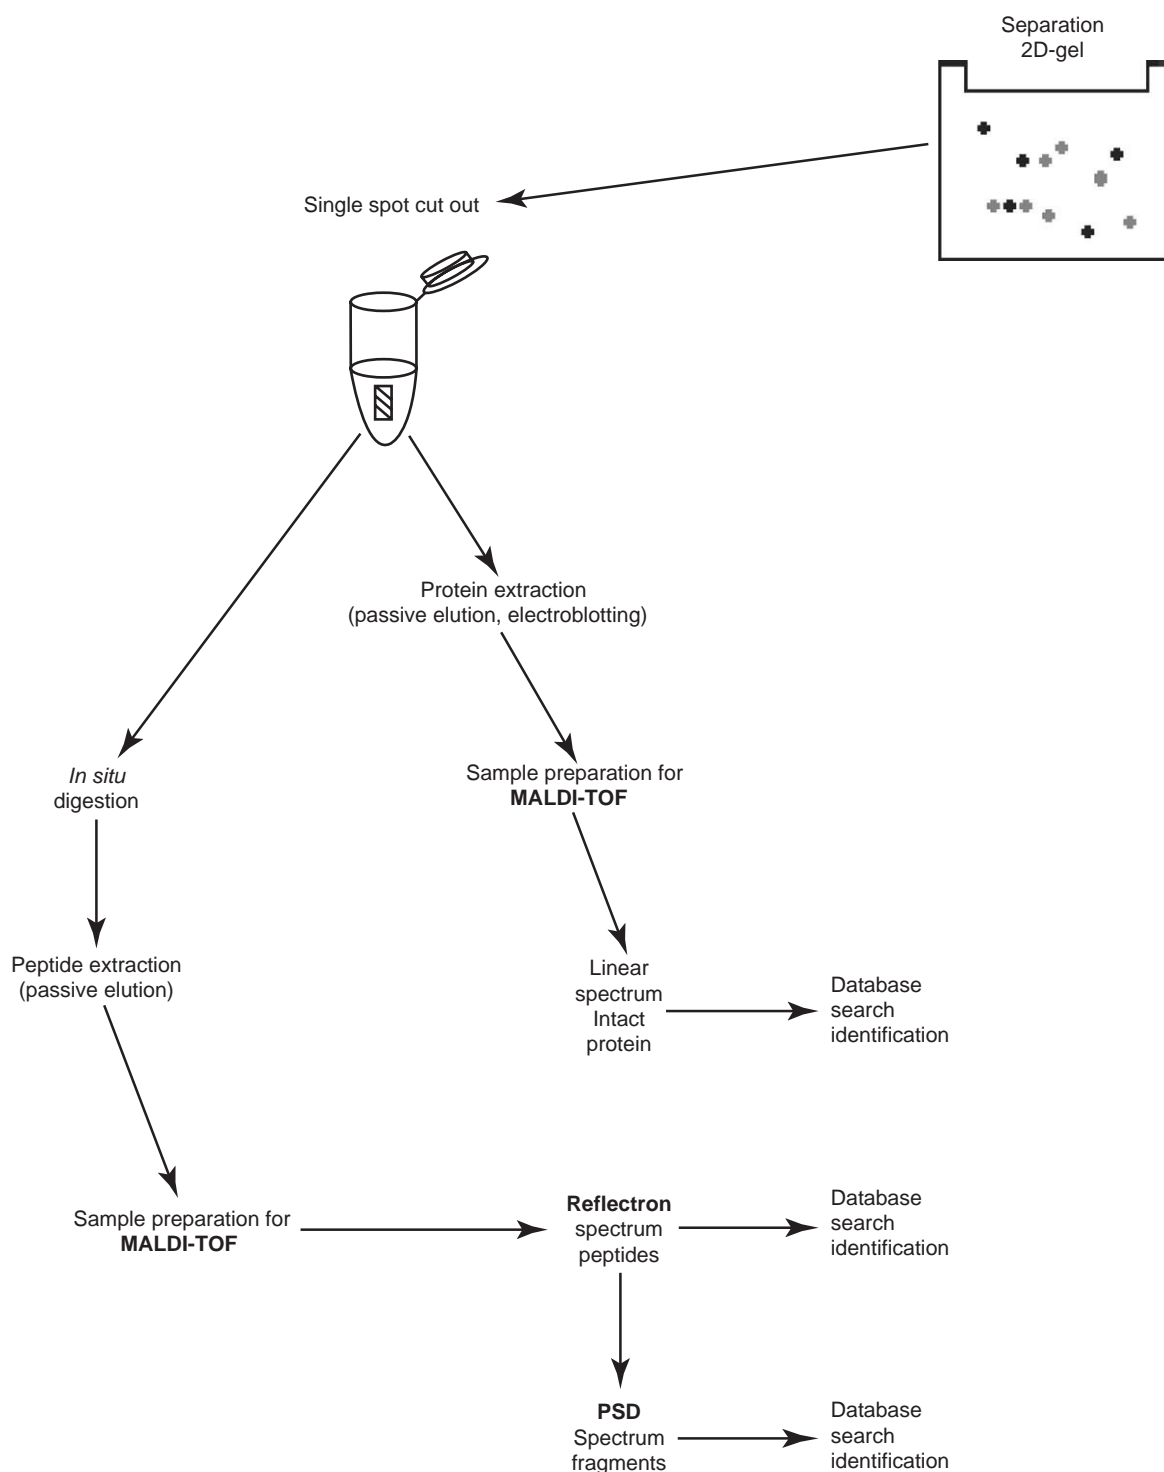 Separation
2D-gel
Single spot cut out
Protein extraction
(passive elution, electroblotting)
In situ
digestion
Sample preparation for
MALDI-TOF
Peptide extraction
(passive elution)
Linear
spectrum
Intact
protein
Database
search
identification
Sample preparation for
MALDI-TOF
Reflectron
spectrum
peptides
Database
search
identification
PSD
Spectrum
fragments
Database
search
identification